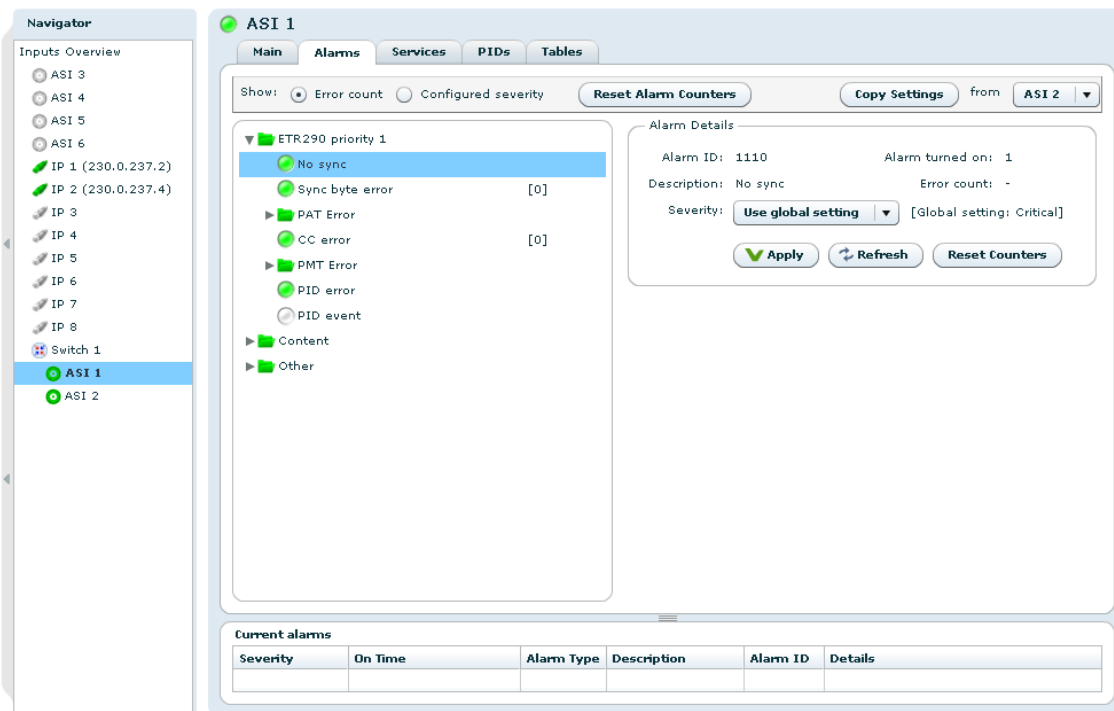 Navigator
Inputs Overview
ASI 3
ASI 4
ASI 5
ASI 6
IP 1 (230.0.237.2)
IP 2 (230.0.237.4)
IP 3
IP 4
IP 5
IP 6
IP 7
IP 8
Switch 1
ASI 1
ASI 2
ASI 1
Main Alarms Services PIDs Tables
Show: Error count Configured severity Reset Alarm Counters Copy Settings from ASI 2
ETR290 priority 1
No sync
Sync byte error [0]
PAT Error
CC error [0]
PMT Error
PID error
PID event
Content
Other
Alarm Details
Alarm ID: 1110 Alarm turned on: 1
Description: No sync Error count: -
Severity: Use global setting [Global setting: Critical]
Apply Refresh Reset Counters
Current alarms
Severity On Time Alarm Type Description Alarm ID Details